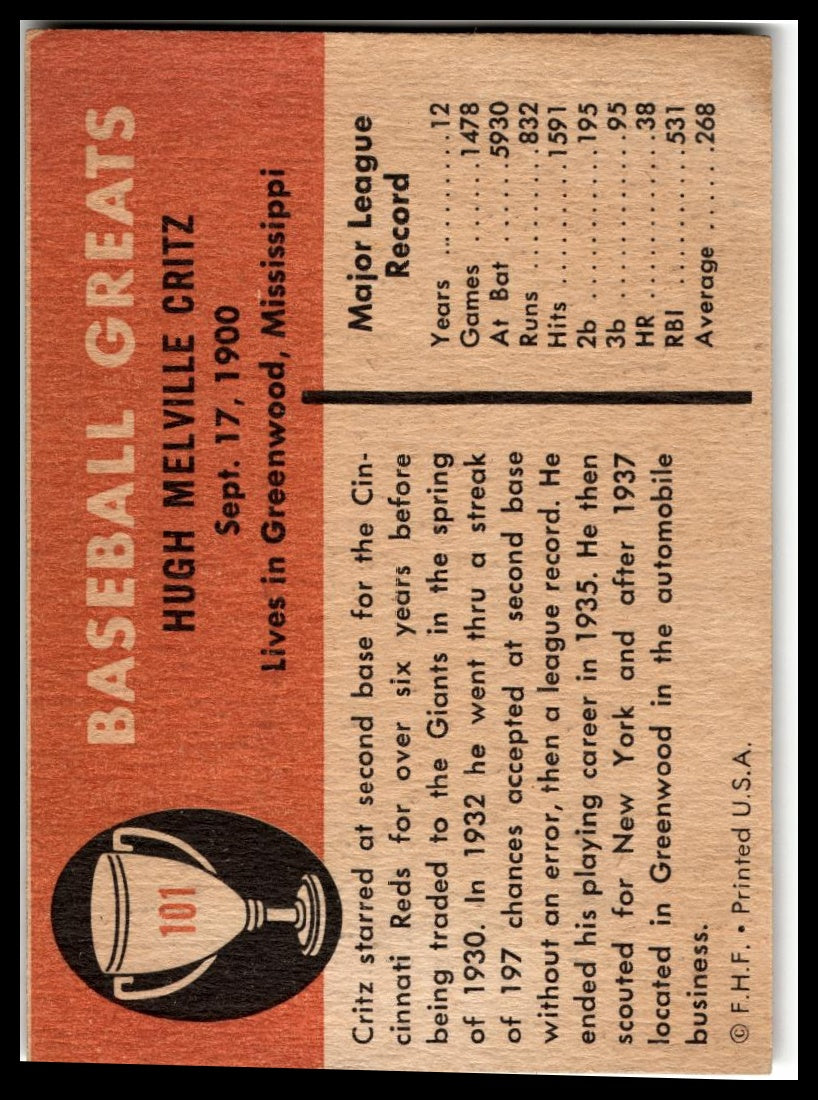 BASEBALL GREATS
101
HUGH MELVILLE CRITZ
Sept. 17, 1900
Lives in Greenwood, Mississippi
Critz starred at second base for the Cin-
cinnati Reds for over six years before
being traded to the Giants in the spring
of 1930. In 1932 he went thru a streak
of 197 chances accepted at second base
without an error, then a league record. He
ended his playing career in 1935. He then
scouted for New York and after 1937
located in Greenwood in the automobile
business.
© F.H.F. • Printed U.S.A.
Major League
Record
Years ...........12
Games ........1478
At Bat .......5930
Runs ..........832
Hits ..........1591
2b ............195
3b .............95
HR .............38
RBI ...........531
Average ......268